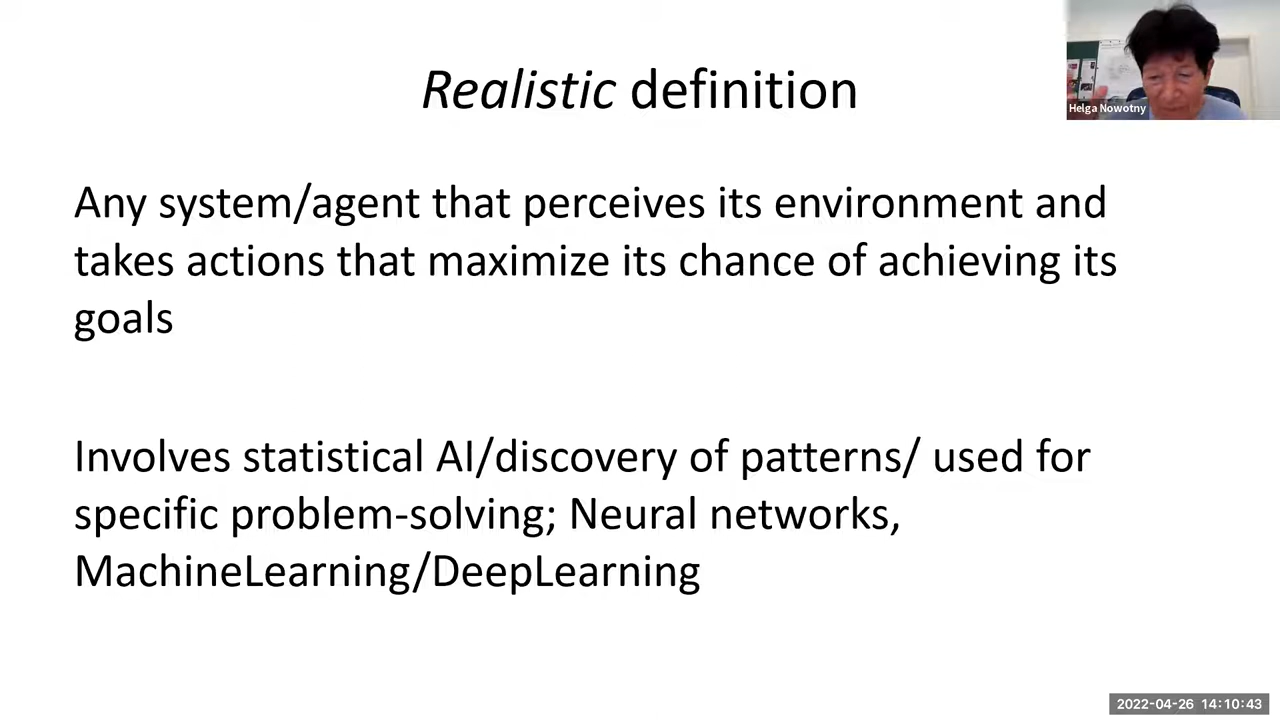 Realistic definition
Helga Nowotny
Any system/agent that perceives its environment and
takes actions that maximize its chance of achieving its
goals
Involves statistical AI/discovery of patterns/ used for
specific problem-solving; Neural networks,
MachineLearning/DeepLearning
2022-04-26 14:10:43